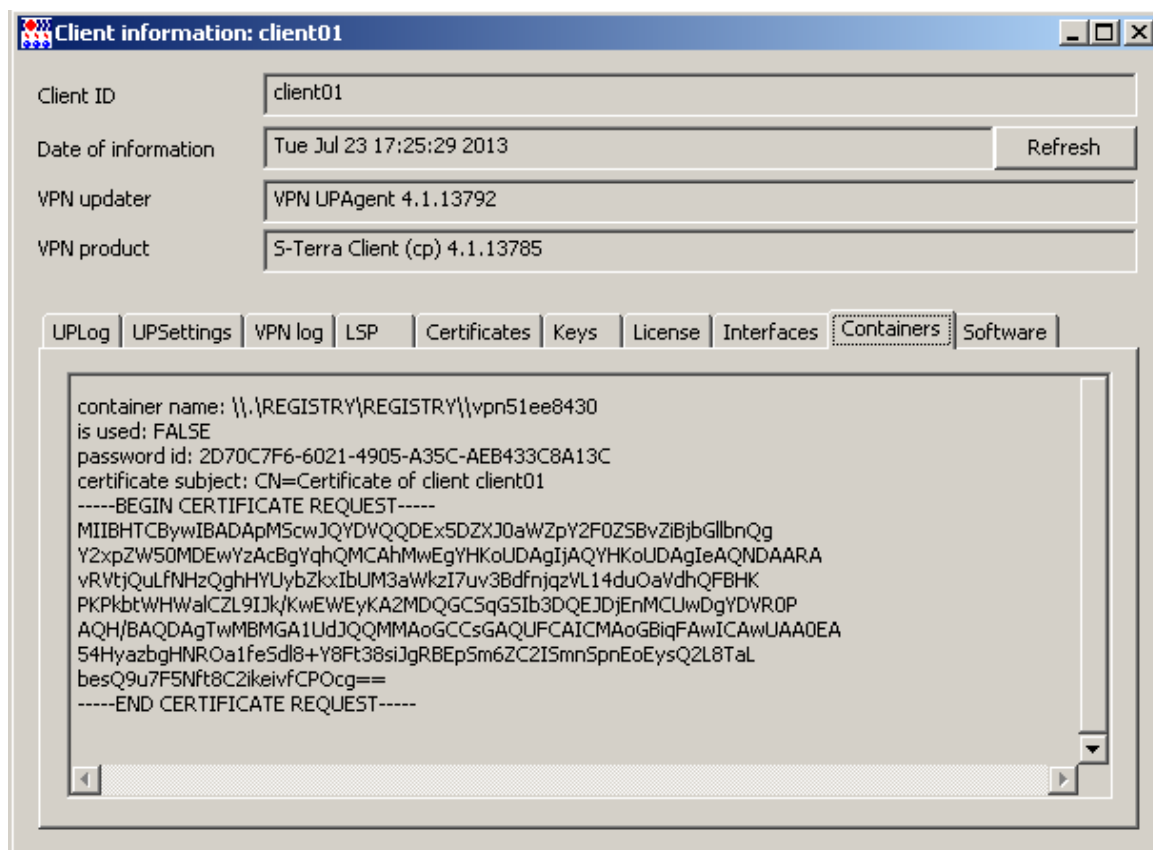 Client information: client01
Client ID
client01
Date of information
Tue Jul 23 17:25:29 2013
Refresh
VPN updater
VPN UPAgent 4.1.13792
VPN product
S-Terra Client (cp) 4.1.13785
UPLog
UPSettings
VPN log
LSP
Certificates
Keys
License
Interfaces
Containers
Software
container name: \\.\REGISTRY\REGISTRY\\vpn51ee8430
is used: FALSE
password id: 2D70C7F6-6021-4905-A35C-AEB433C8A13C
certificate subject: CN=Certificate of client client01
-----BEGIN CERTIFICATE REQUEST-----
MIIBHTCBywIBADApMScwJQYDVQQDEx5DZXJ0aWZpY2F0ZSBvZiBjbGllbnQg
Y2xpZW50MDEwYzAcBgYqhQMCAhMwEgYHKoUDAgIjAQYHKoUDAgIeAQNDAARA
vRVtjQuLfNHzQghHYUybZkxIbUM3aWkzI7uv3BdfnjqzVL14duOaVdhQFBHK
PKPkbtWHWalCZL9IJk/KwEWEyKA2MDQGCSqGSIb3DQEJDjEnMCUwDgYDVR0P
AQH/BAQDAgTwMBMGA1UdJQQMMAoGCCsGAQUFCAICMAoGBiqFAwICAwUAA0EA
54HyazbgHNROa1feSdl8+Y8Ft38siJgRBEpSm6ZC2ISmnSpnEoEysQ2L8TaL
besQ9u7F5Nft8C2ikeivfCPOcg==
-----END CERTIFICATE REQUEST-----